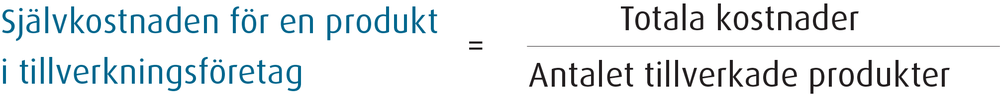 Självkostnaden för en produkt
i tillverkningsföretag
=
Totala kostnader
Antalet tillverkade produkter